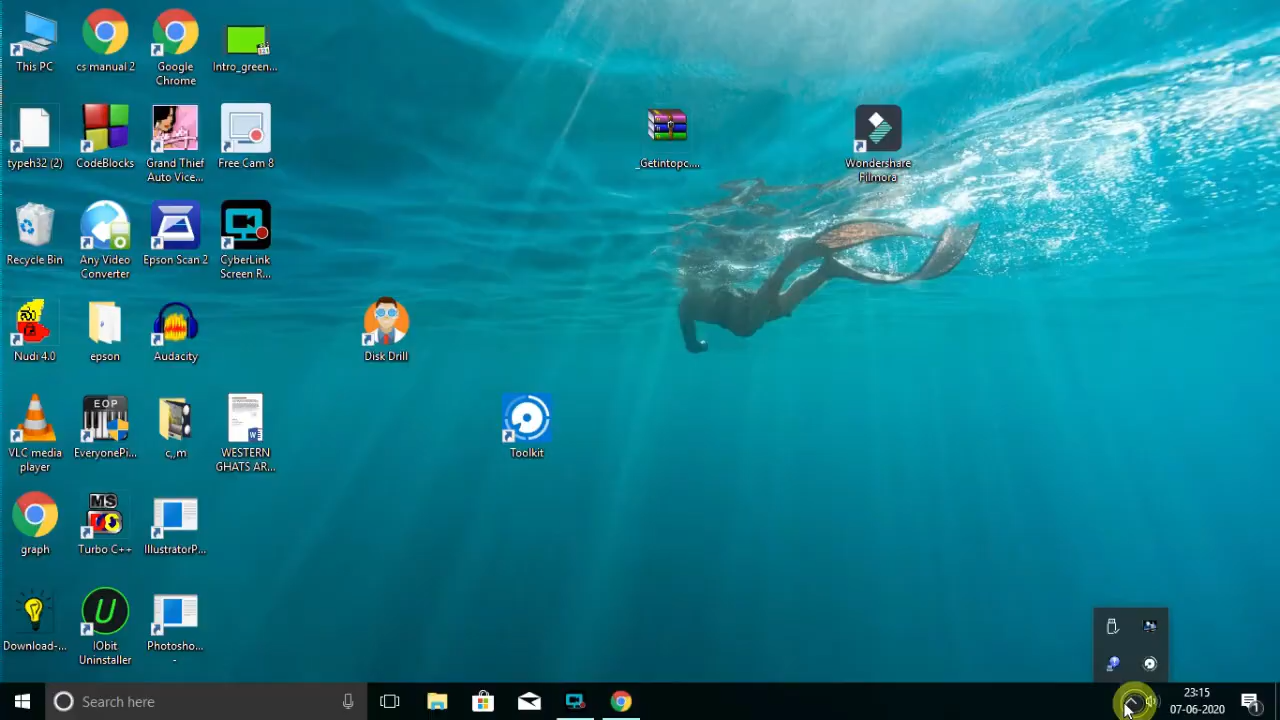 This PC
cs manual 2
Google
Chrome
Intro_green...
typeh32 (2)
CodeBlocks
Grand Thief
Auto Vice...
Free Cam 8
_Getintopc....
Wondershare
Filmora
Recycle Bin
Any Video
Converter
Epson Scan 2
CyberLink
Screen R...
Nudi 4.0
epson
Audacity
Disk Drill
EOP
VLC media
player
EveryonePi...
c,,m
WESTERN
GHATS AR...
Toolkit
MS
graph
Turbo C++
IllustratorP...
U
Download-...
IObit
Uninstaller
Photosho...
-
Search here
23:15
07-06-2020
1